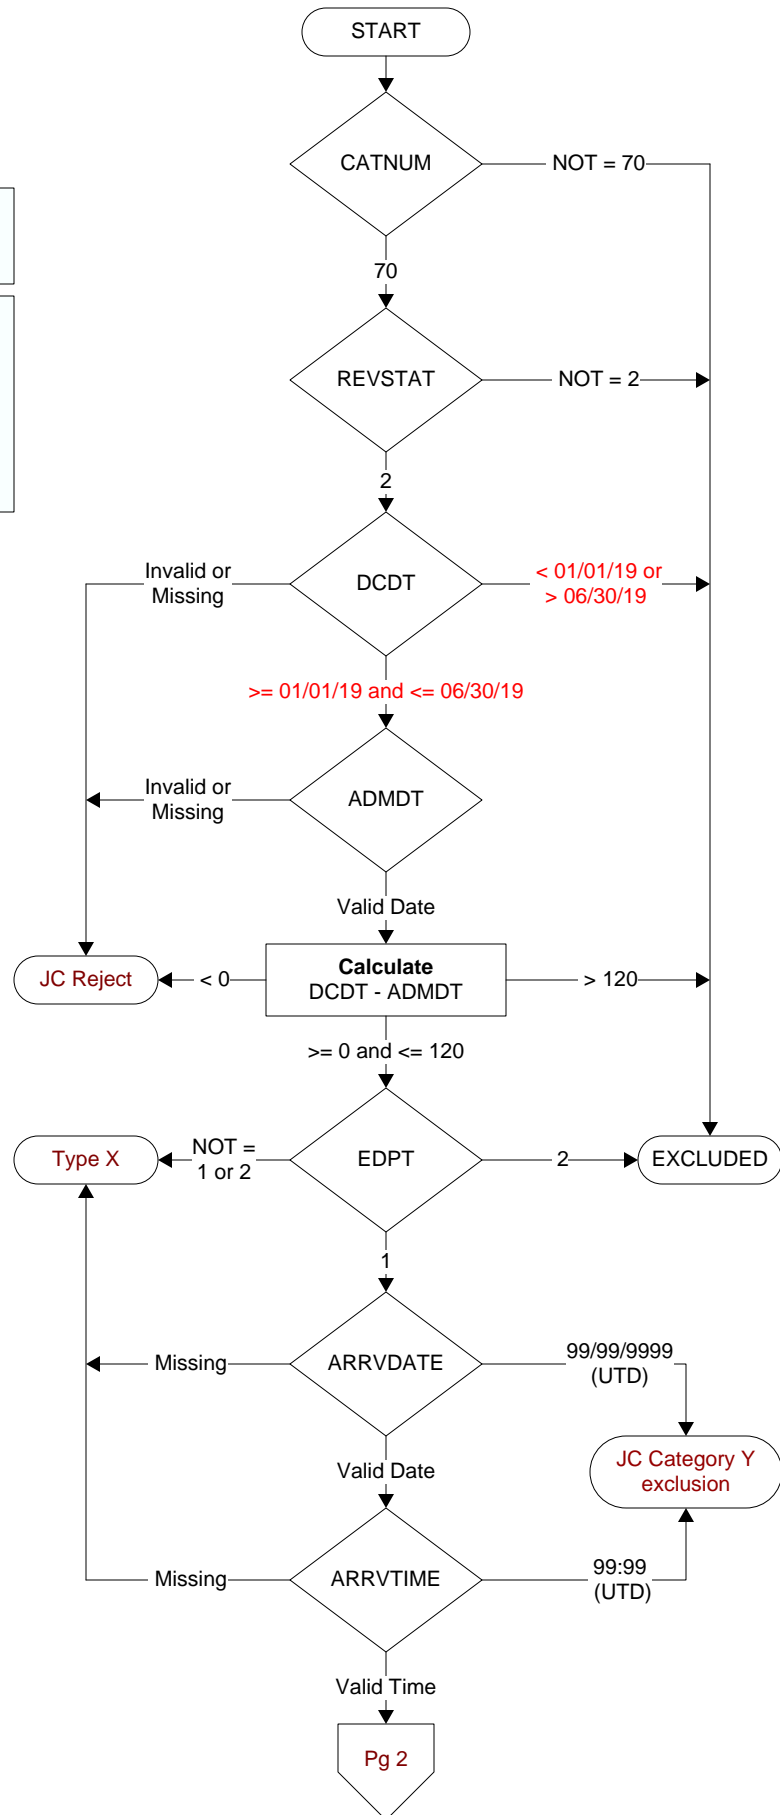 START
CATNUM
NOT = 70
70
REVSTAT
NOT = 2
2
Invalid or
Missing
DCDT
< 01/01/19 or
> 06/30/19
>= 01/01/19 and <= 06/30/19
Invalid or
Missing
ADMDT
Valid Date
JC Reject
< 0
Calculate
DCDT - ADMDT
> 120
>= 0 and <= 120
Type X
NOT =
1 or 2
EDPT
2
EXCLUDED
1
Missing
ARRVDATE
99/99/9999
(UTD)
Valid Date
JC Category Y
exclusion
Missing
ARRVTIME
99:99
(UTD)
Valid Time
Pg 2